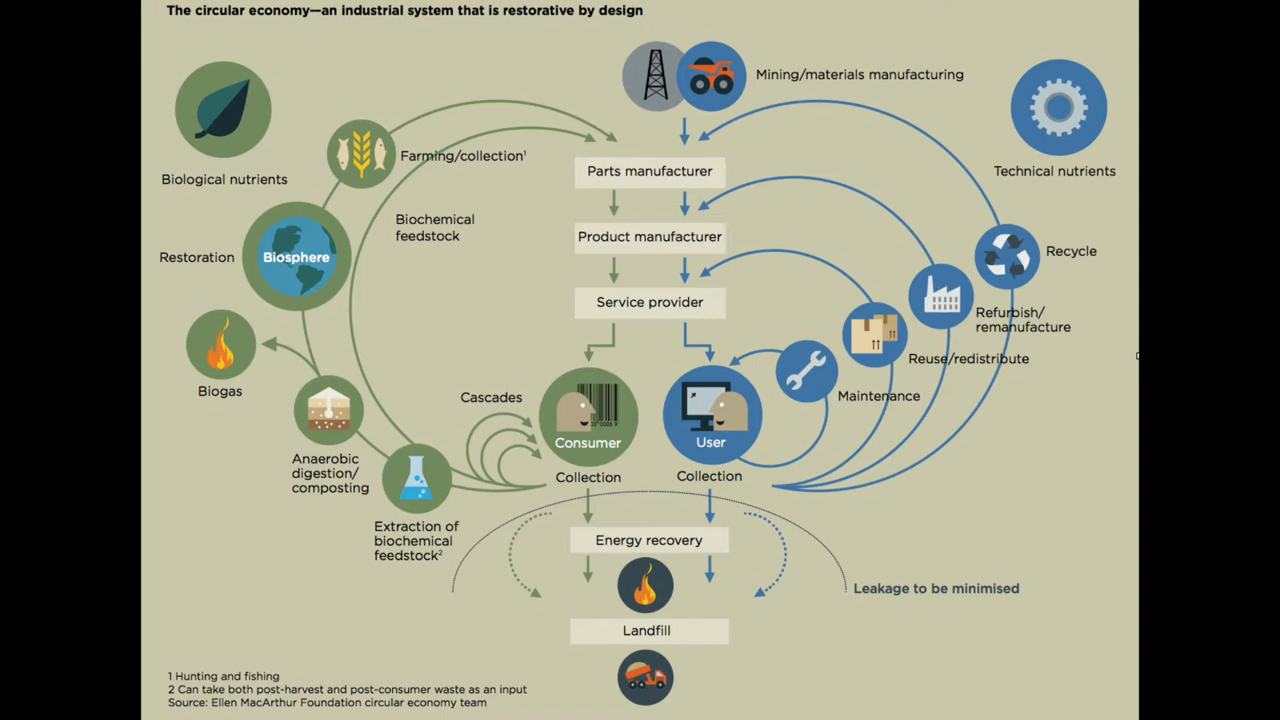 The circular economy—an industrial system that is restorative by design
Mining/materials manufacturing
Biological nutrients
Farming/collection¹
Technical nutrients
Parts manufacturer
Biochemical
feedstock
Product manufacturer
Restoration
Biosphere
Recycle
Service provider
Refurbish/
remanufacture
Reuse/redistribute
Biogas
Maintenance
Cascades
Consumer
User
Collection
Collection
Anaerobic
digestion/
composting
Extraction of
biochemical
feedstock²
Energy recovery
Leakage to be minimised
Landfill
1 Hunting and fishing
2 Can take both post-harvest and post-consumer waste as an input
Source: Ellen MacArthur Foundation circular economy team